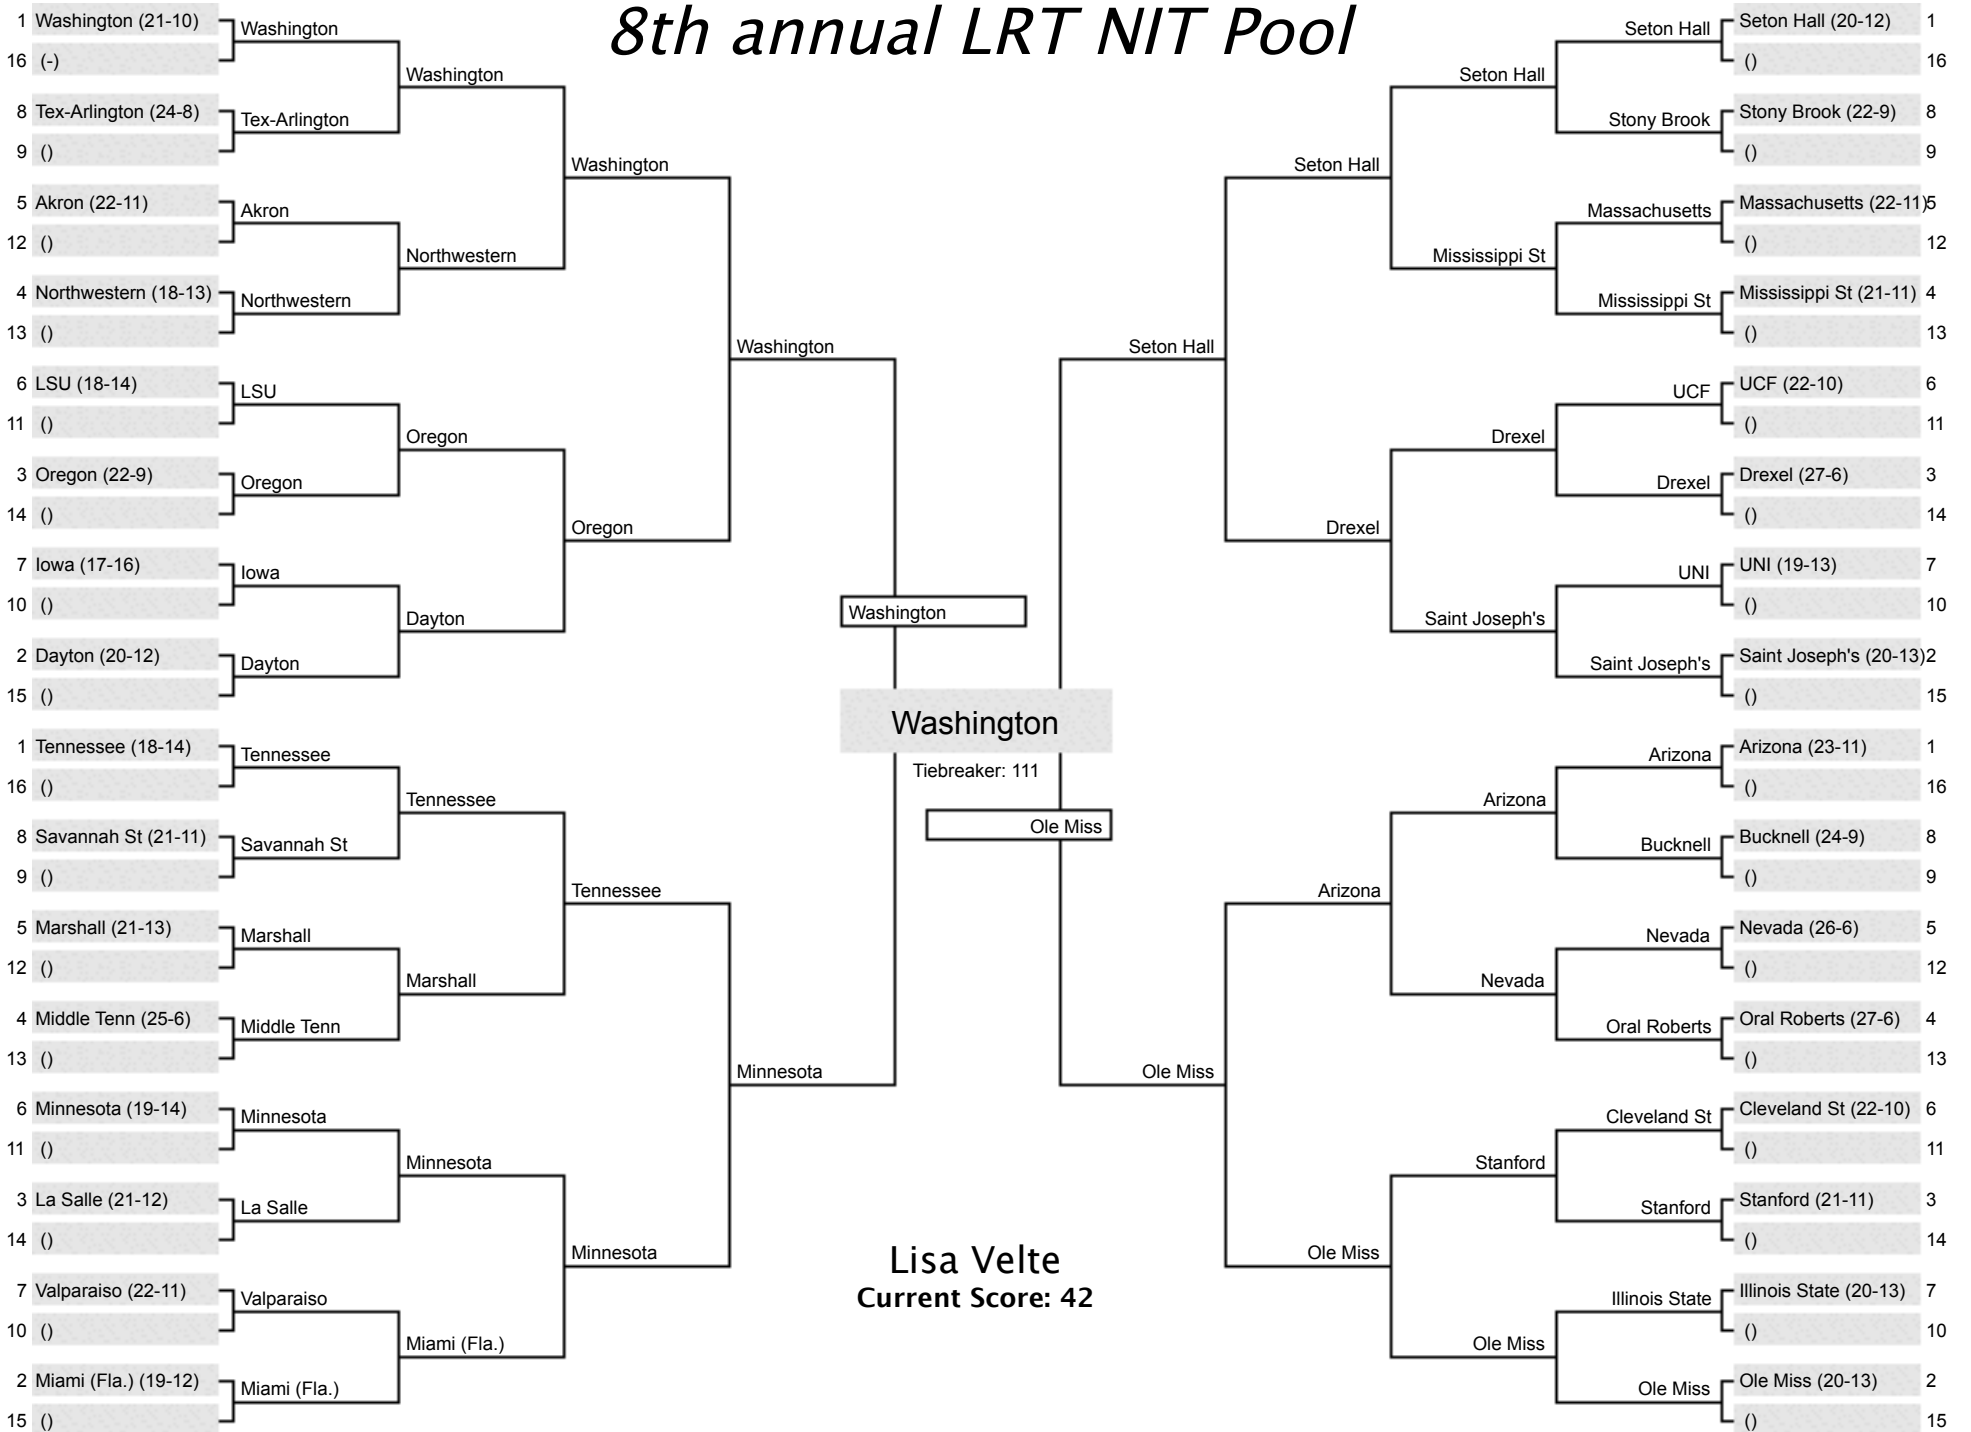 8th annual LRT NIT Pool
1 Washington (21-10)
16 (-)
8 Tex-Arlington (24-8)
9 ()
5 Akron (22-11)
12 ()
4 Northwestern (18-13)
13 ()
6 LSU (18-14)
11 ()
3 Oregon (22-9)
14 ()
7 Iowa (17-16)
10 ()
2 Dayton (20-12)
15 ()
1 Tennessee (18-14)
16 ()
8 Savannah St (21-11)
9 ()
5 Marshall (21-13)
12 ()
4 Middle Tenn (25-6)
13 ()
6 Minnesota (19-14)
11 ()
3 La Salle (21-12)
14 ()
7 Valparaiso (22-11)
10 ()
2 Miami (Fla.) (19-12)
15 ()
Washington
Tex-Arlington
Akron
Northwestern
LSU
Oregon
Iowa
Dayton
Tennessee
Savannah St
Marshall
Middle Tenn
Minnesota
La Salle
Valparaiso
Miami (Fla.)
Washington
Northwestern
Oregon
Dayton
Tennessee
Marshall
Minnesota
Miami (Fla.)
Washington
Oregon
Tennessee
Minnesota
Washington
Minnesota
Washington
Washington
Tiebreaker: 111
Ole Miss
Lisa Velte
Current Score: 42
Seton Hall
Ole Miss
Seton Hall
Drexel
Arizona
Ole Miss
Seton Hall
Mississippi St
Drexel
Saint Joseph's
Arizona
Nevada
Stanford
Ole Miss
Seton Hall
Stony Brook
Massachusetts
Mississippi St
UCF
Drexel
UNI
Saint Joseph's
Arizona
Bucknell
Nevada
Oral Roberts
Cleveland St
Stanford
Illinois State
Ole Miss
Seton Hall (20-12) 1
() 16
Stony Brook (22-9) 8
() 9
Massachusetts (22-11) 5
() 12
Mississippi St (21-11) 4
() 13
UCF (22-10) 6
() 11
Drexel (27-6) 3
() 14
UNI (19-13) 7
() 10
Saint Joseph's (20-13) 2
() 15
Arizona (23-11) 1
() 16
Bucknell (24-9) 8
() 9
Nevada (26-6) 5
() 12
Oral Roberts (27-6) 4
() 13
Cleveland St (22-10) 6
() 11
Stanford (21-11) 3
() 14
Illinois State (20-13) 7
() 10
Ole Miss (20-13) 2
() 15